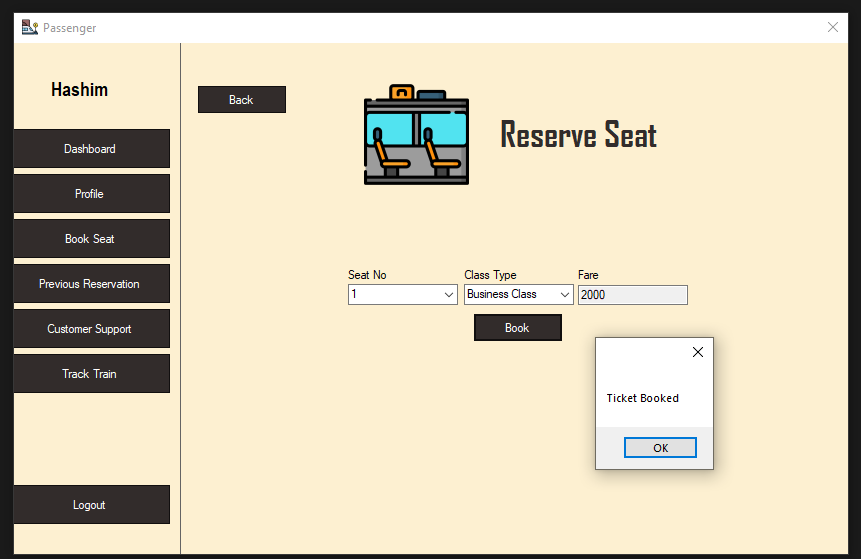 Passenger
Hashim
Dashboard
Profile
Book Seat
Previous Reservation
Customer Support
Track Train
Logout
Back
Reserve Seat
Seat No Class Type Fare
1 Business Class 2000
Book
Ticket Booked
OK